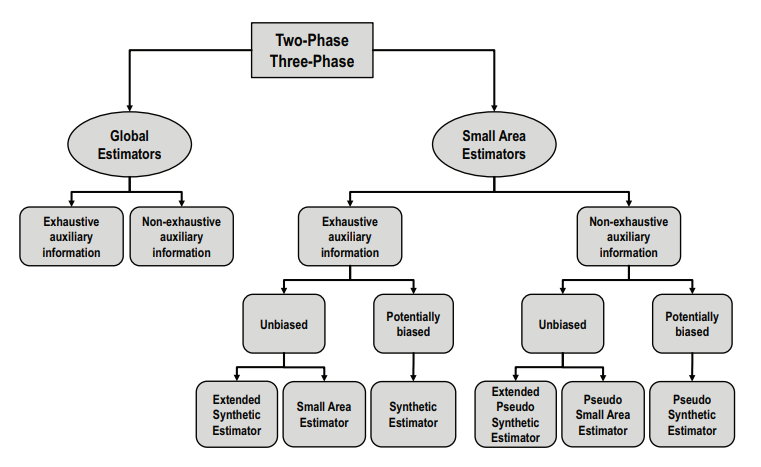 Two-Phase
Three-Phase
Global
Estimators
Small Area
Estimators
Exhaustive
auxiliary
information
Non-exhaustive
auxiliary
information
Exhaustive
auxiliary
information
Non-exhaustive
auxiliary
information
Unbiased
Potentially
biased
Unbiased
Potentially
biased
Extended
Synthetic
Estimator
Small Area
Estimator
Synthetic
Estimator
Extended
Pseudo
Synthetic
Estimator
Pseudo
Small Area
Estimator
Pseudo
Synthetic
Estimator